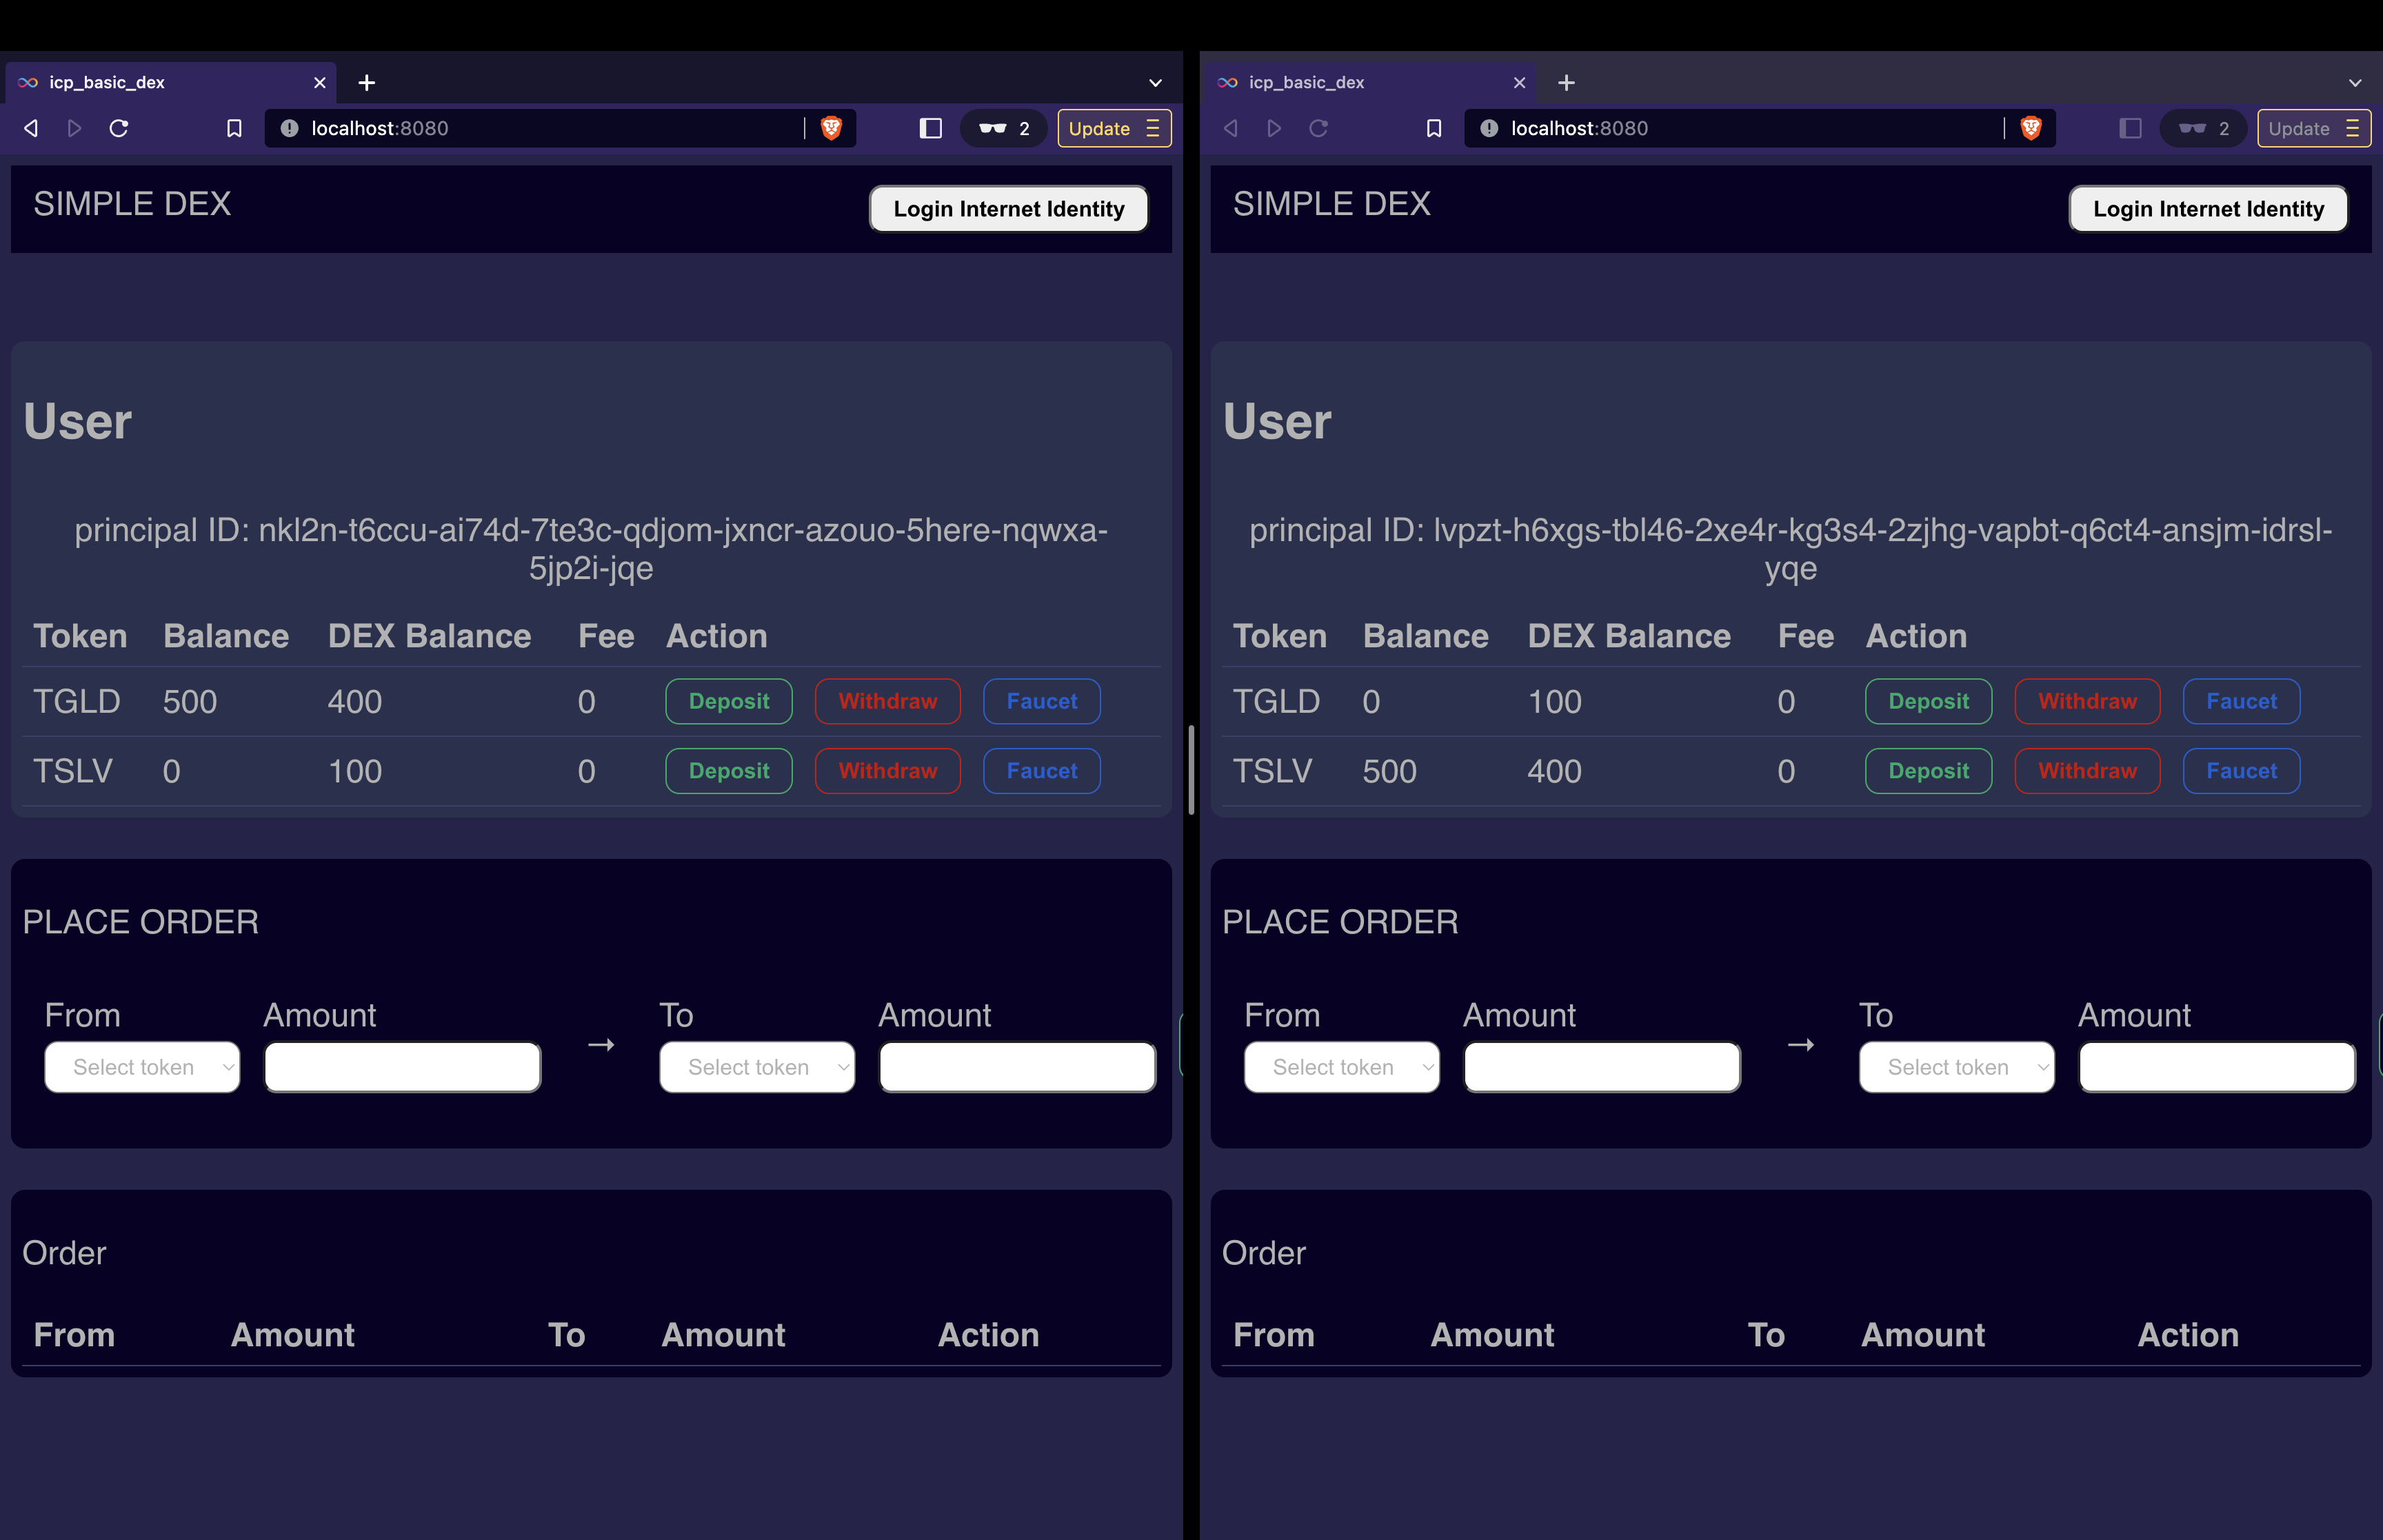 icp_basic_dex
localhost:8080
2
Update
SIMPLE DEX
Login Internet Identity
User
principal ID: nkl2n-t6ccu-ai74d-7te3c-qdjom-jxncr-azouo-5here-nqwxa-
5jp2i-jqe
Token Balance DEX Balance Fee Action
TGLD 500 400 0 Deposit Withdraw Faucet
TSLV 0 100 0 Deposit Withdraw Faucet
PLACE ORDER
From Amount To Amount
Select token → Select token
Order
From Amount To Amount Action
icp_basic_dex
localhost:8080
2
Update
SIMPLE DEX
Login Internet Identity
User
principal ID: lvpzt-h6xgs-tbl46-2xe4r-kg3s4-2zjhg-vapbt-q6ct4-ansjm-idrsl-
yqe
Token Balance DEX Balance Fee Action
TGLD 0 100 0 Deposit Withdraw Faucet
TSLV 500 400 0 Deposit Withdraw Faucet
PLACE ORDER
From Amount To Amount
Select token → Select token
Order
From Amount To Amount Action